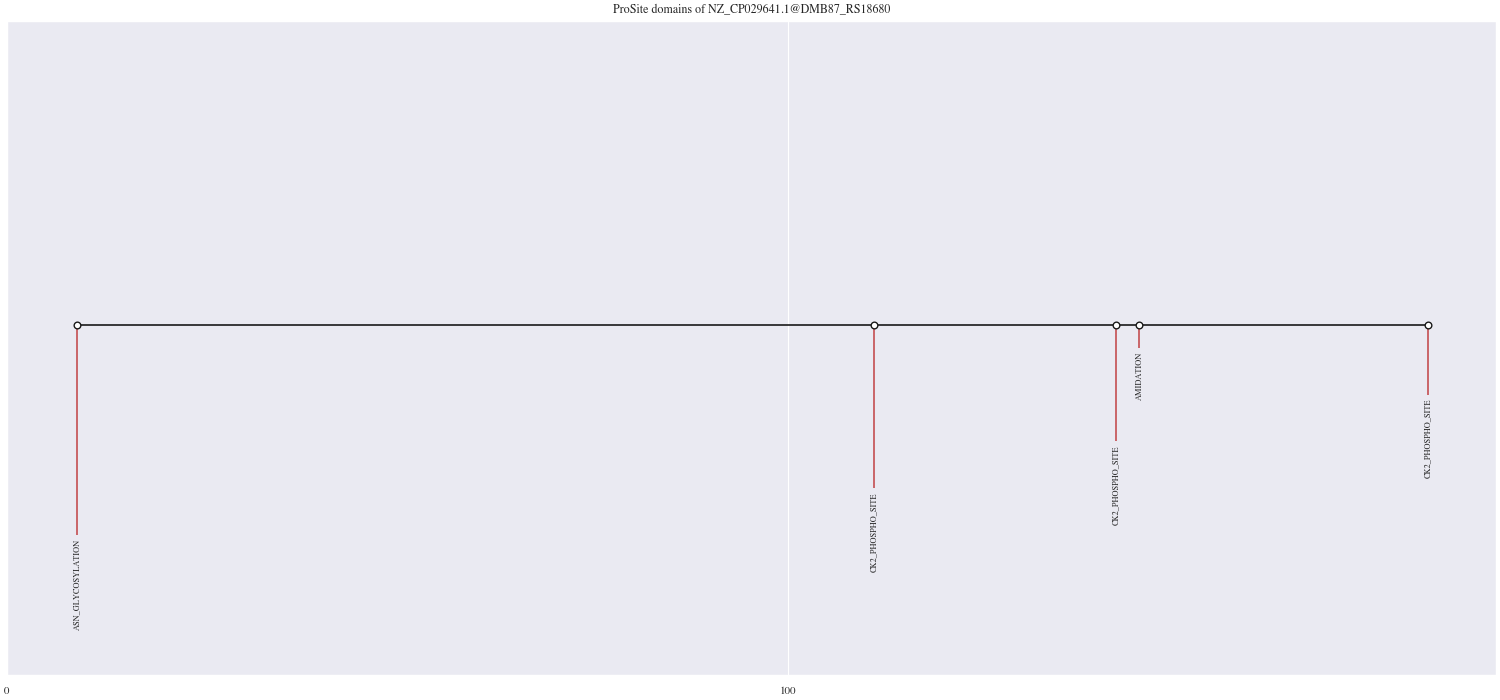 ProSite domains of NZ_CP029641.1@DMB87_RS18680
AMIDATION
CK2_PHOSPHO_SITE
CK2_PHOSPHO_SITE
CK2_PHOSPHO_SITE
ASN_GLYCOSYLATION
0
100